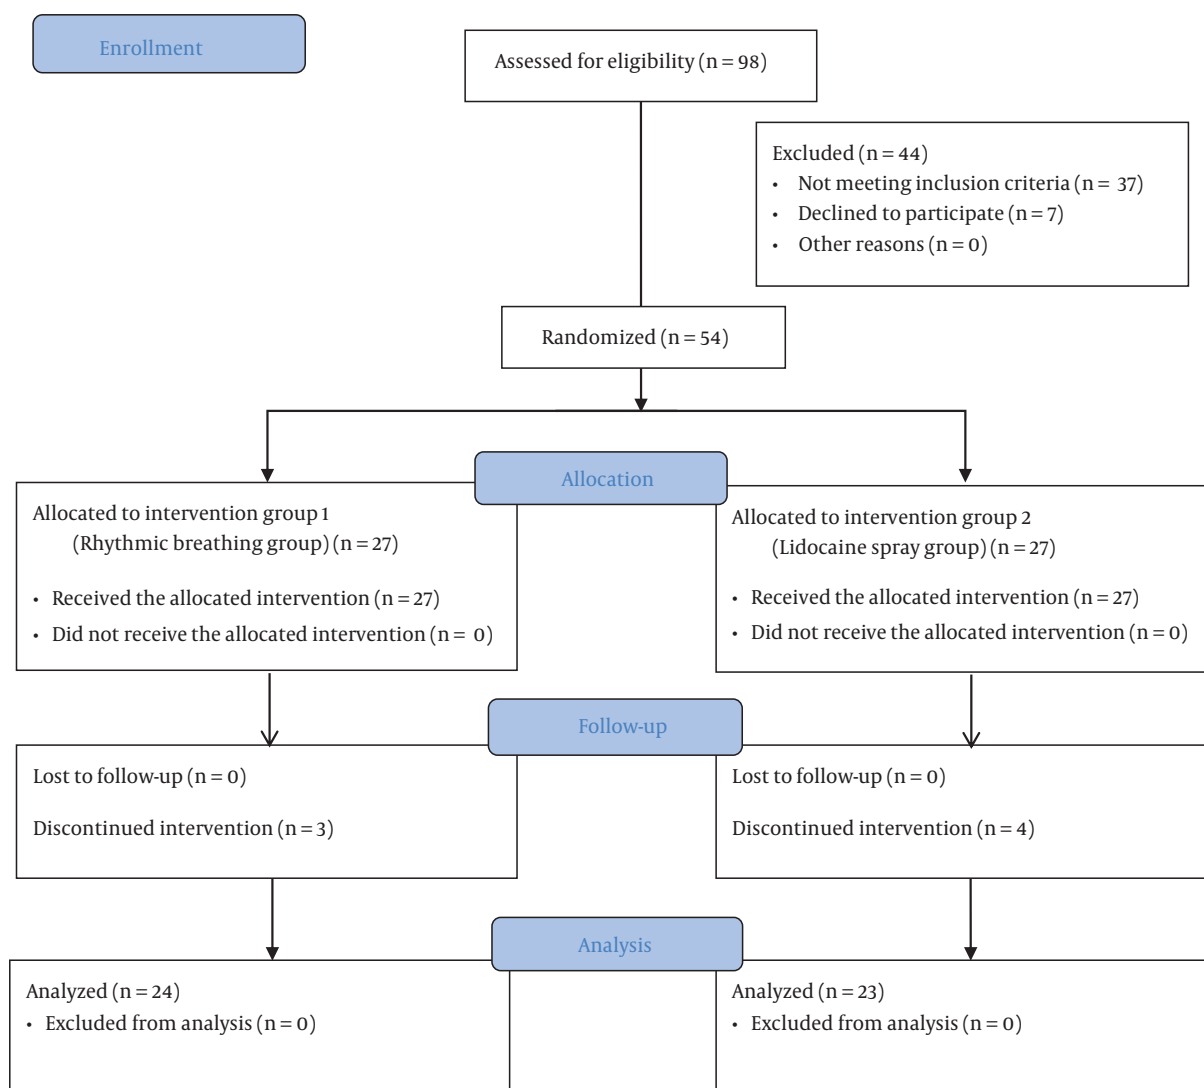 Enrollment
Assessed for eligibility (n = 98)
Excluded (n = 44)
• Not meeting inclusion criteria (n = 37)
• Declined to participate (n = 7)
• Other reasons (n = 0)
Randomized (n = 54)
Allocation
Allocated to intervention group 1
(Rhythmic breathing group) (n = 27)
• Received the allocated intervention (n = 27)
• Did not receive the allocated intervention (n = 0)
Allocated to intervention group 2
(Lidocaine spray group) (n = 27)
• Received the allocated intervention (n = 27)
• Did not receive the allocated intervention (n = 0)
Follow-up
Lost to follow-up (n = 0)
Discontinued intervention (n = 3)
Lost to follow-up (n = 0)
Discontinued intervention (n = 4)
Analysis
Analyzed (n = 24)
• Excluded from analysis (n = 0)
Analyzed (n = 23)
• Excluded from analysis (n = 0)